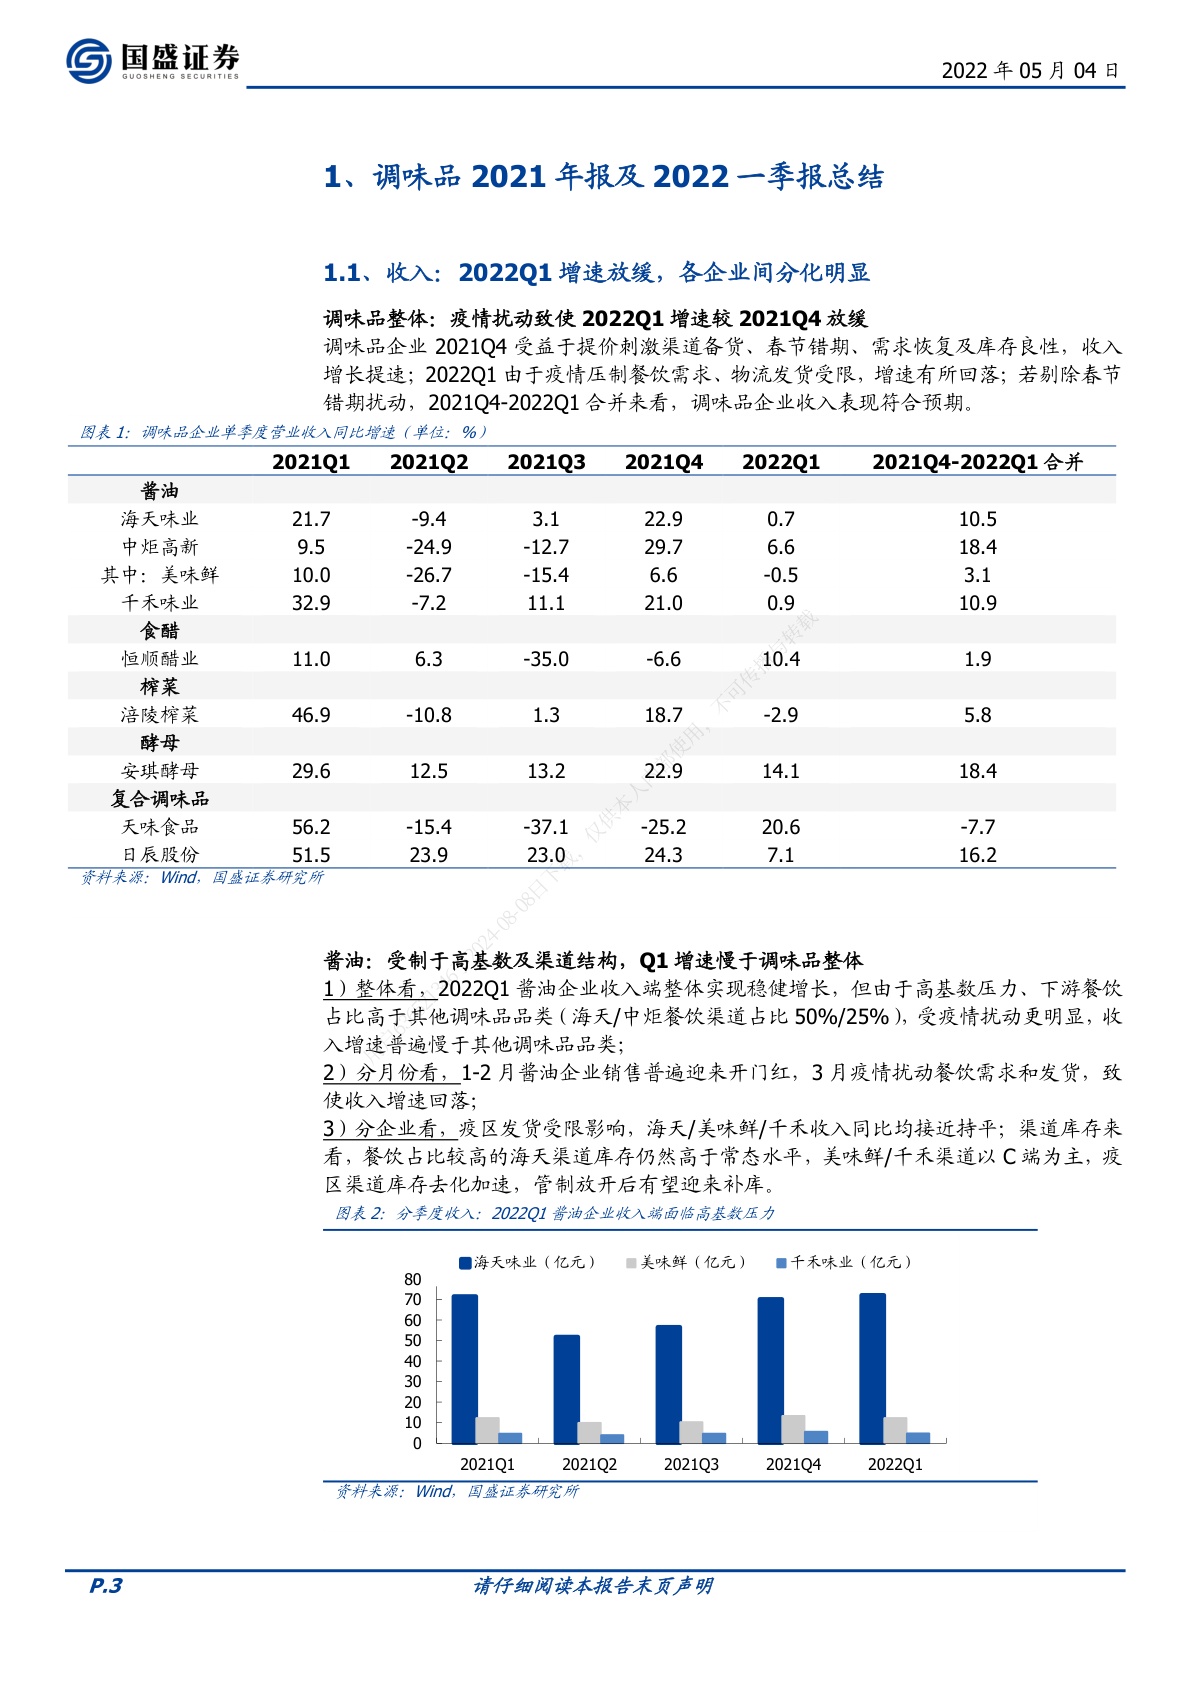 国盛证券
GUOSHENG SECURITIES
2022 年 05 月 04 日
1、调味品 2021 年报及 2022 一季报总结
1.1、收入：2022Q1 增速放缓，各企业间分化明显
调味品整体：疫情扰动致使 2022Q1 增速较 2021Q4 放缓
调味品企业 2021Q4 受益于提价刺激渠道备货、春节错期、需求恢复及库存良性，收入
增长提速；2022Q1 由于疫情压制餐饮需求、物流发货受限，增速有所回落；若剔除春节
错期扰动，2021Q4-2022Q1 合并来看，调味品企业收入表现符合预期。
图表 1：调味品企业单季度营业收入同比增速（单位：%）
2021Q1 2021Q2 2021Q3 2021Q4 2022Q1 2021Q4-2022Q1 合并
酱油
海天味业 21.7 -9.4 3.1 22.9 0.7 10.5
中炬高新 9.5 -24.9 -12.7 29.7 6.6 18.4
其中：美味鲜 10.0 -26.7 -15.4 6.6 -0.5 3.1
千禾味业 32.9 -7.2 11.1 21.0 0.9 10.9
食醋
恒顺醋业 11.0 6.3 -35.0 -6.6 10.4 1.9
榨菜
涪陵榨菜 46.9 -10.8 1.3 18.7 -2.9 5.8
酵母
安琪酵母 29.6 12.5 13.2 22.9 14.1 18.4
复合调味品
天味食品 56.2 -15.4 -37.1 -25.2 20.6 -7.7
日辰股份 51.5 23.9 23.0 24.3 7.1 16.2
资料来源：Wind，国盛证券研究所
酱油：受制于高基数及渠道结构，Q1 增速慢于调味品整体
1）整体看，2022Q1 酱油企业收入端整体实现稳健增长，但由于高基数压力、下游餐饮
占比高于其他调味品品类（海天/中炬餐饮渠道占比 50%/25%），受疫情扰动更明显，收
入增速普遍慢于其他调味品品类；
2）分月份看，1-2 月酱油企业销售普遍迎来开门红，3 月疫情扰动餐饮需求和发货，致
使收入增速回落；
3）分企业看，疫区发货受限影响，海天/美味鲜/千禾收入同比均接近持平；渠道库存来
看，餐饮占比较高的海天渠道库存仍然高于常态水平，美味鲜/千禾渠道以 C 端为主，疫
区渠道库存去化加速，管制放开后有望迎来补库。
图表 2：分季度收入：2022Q1 酱油企业收入端面临高基数压力
海天味业（亿元） 美味鲜（亿元） 千禾味业（亿元）
80
70
60
50
40
30
20
10
0
2021Q1 2021Q2 2021Q3 2021Q4 2022Q1
资料来源：Wind，国盛证券研究所
P.3
请仔细阅读本报告末页声明